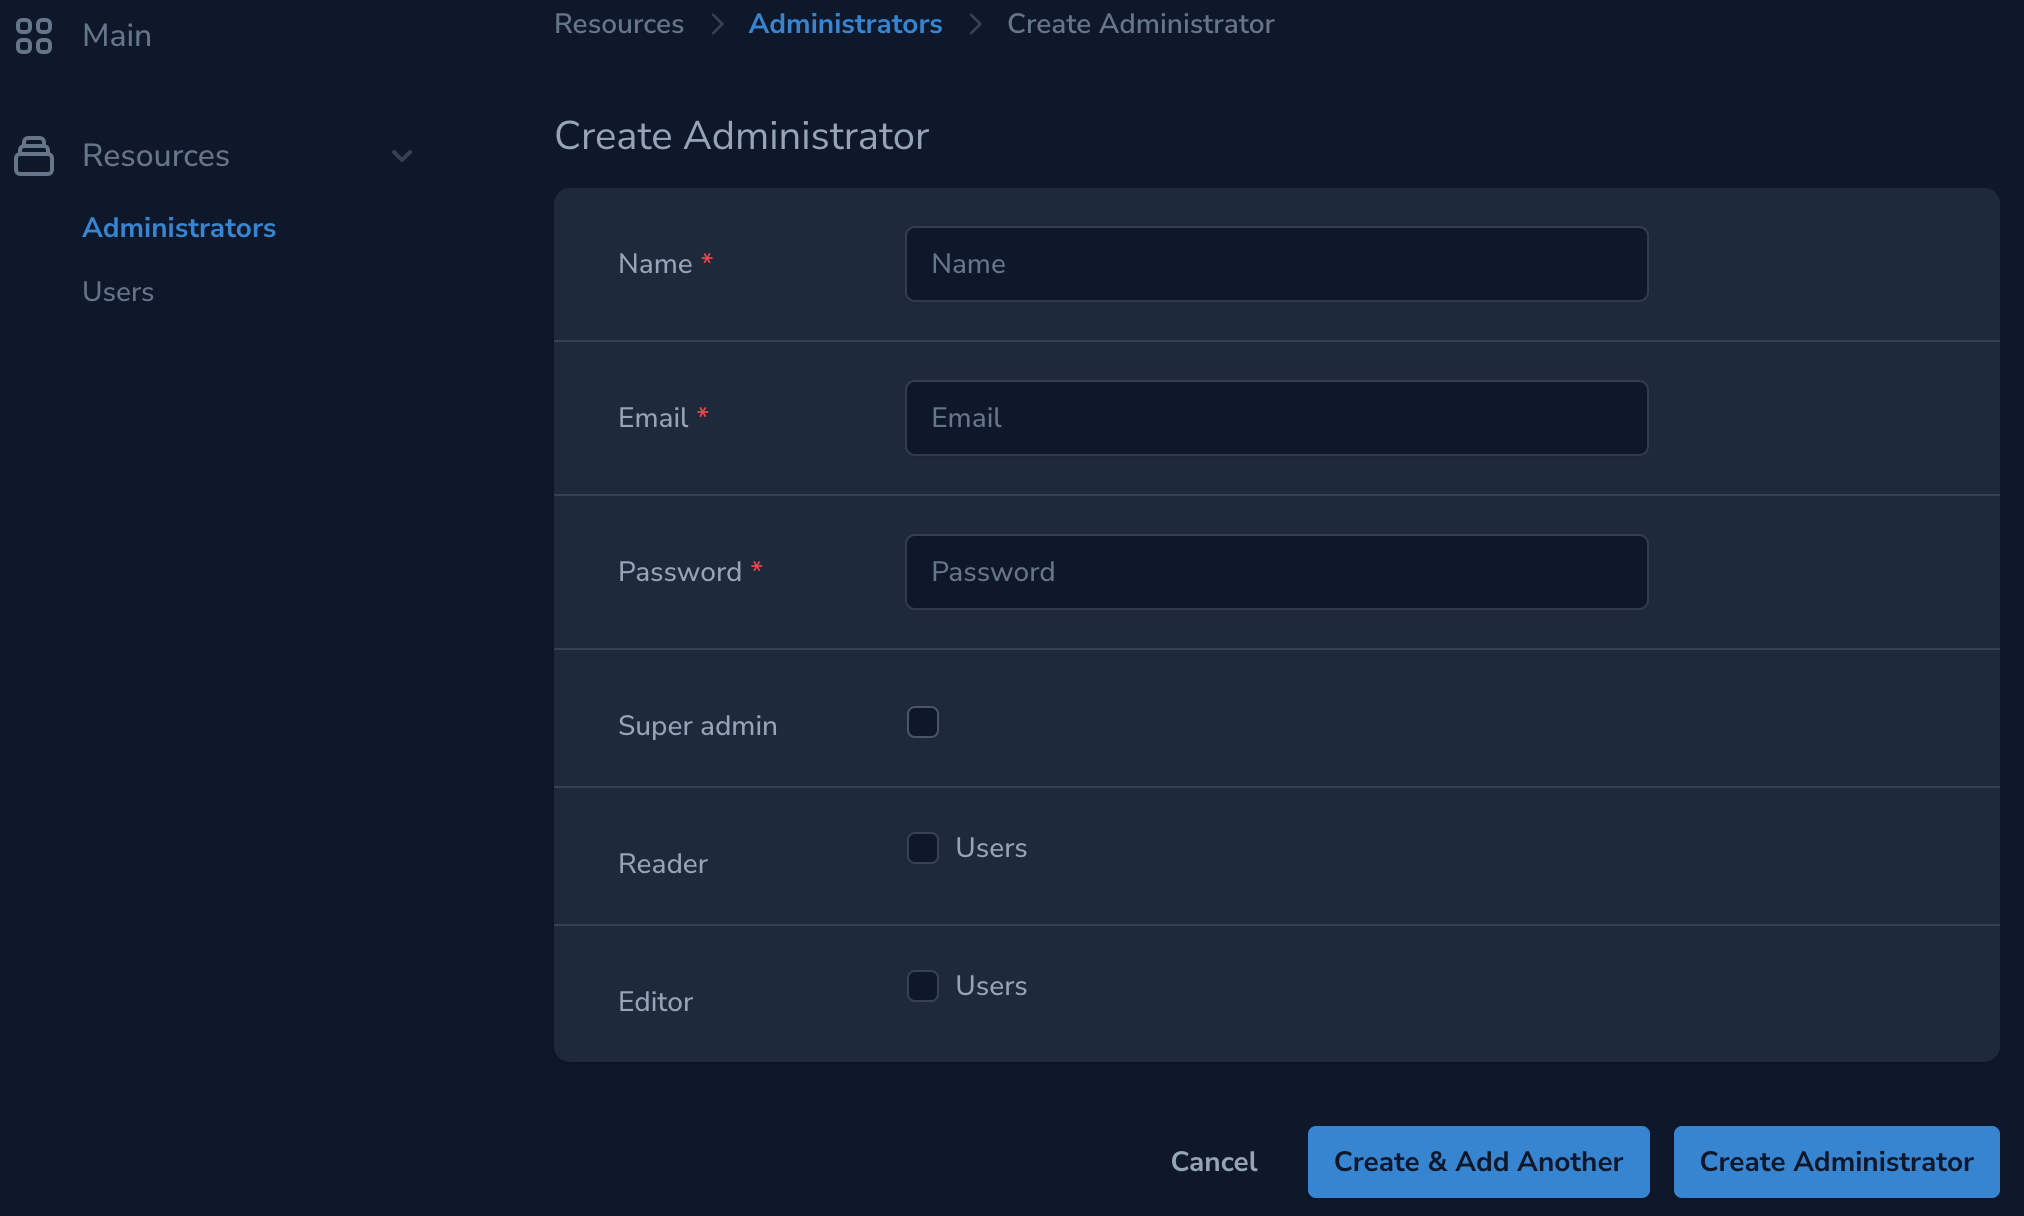 Main
Resources
Administrators
Users
Resources > Administrators > Create Administrator
Create Administrator
Name *
Name
Email *
Email
Password *
Password
Super admin
Reader
Users
Editor
Users
Cancel
Create & Add Another
Create Administrator